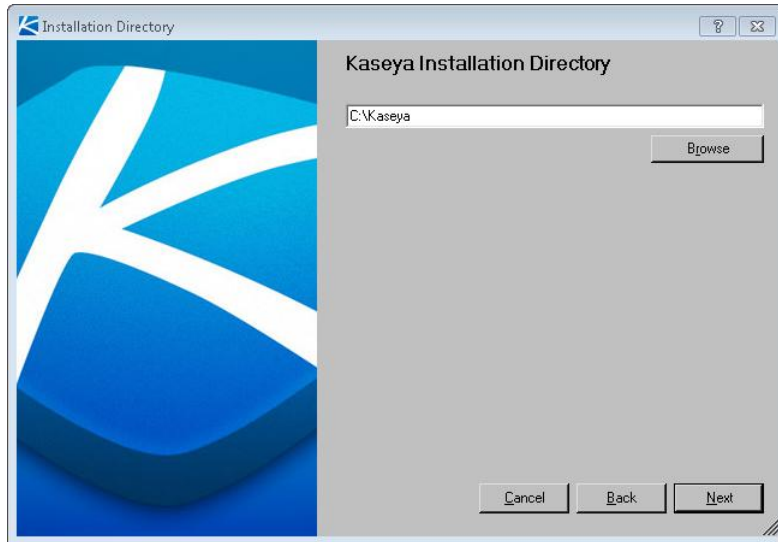 Installation Directory
Kaseya Installation Directory
C:\Kaseya
Browse
Cancel Back Next